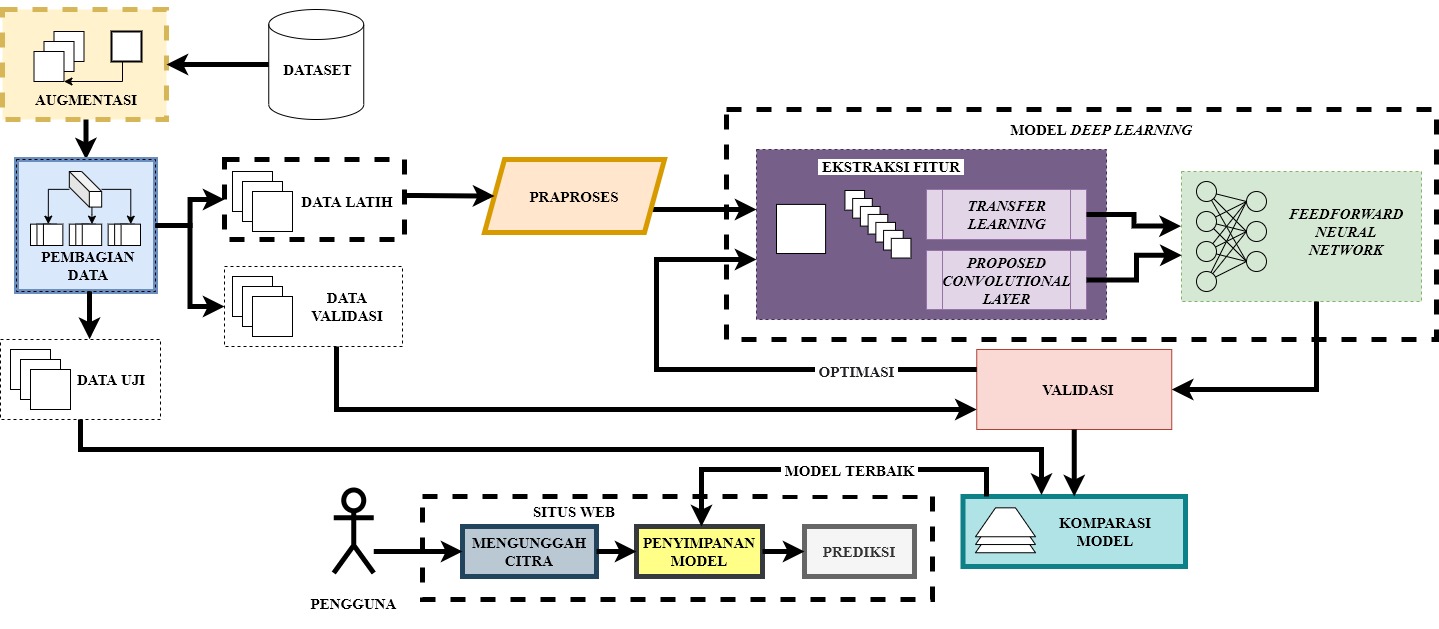 DATASET
AUGMENTASI
MODEL DEEP LEARNING
EKSTRAKSI FITUR
PRAPROSES
DATA LATIH
TRANSFER
LEARNING
FEEDFORWARD
NEURAL
NETWORK
PEMBAGIAN
DATA
PROPOSED
CONVOLUTIONAL
LAYER
DATA
VALIDASI
OPTIMASI
DATA UJI
VALIDASI
MODEL TERBAIK
SITUS WEB
MENGUNGGAH
CITRA
PENYIMPANAN
MODEL
PREDIKSI
KOMPARASI
MODEL
PENGGUNA